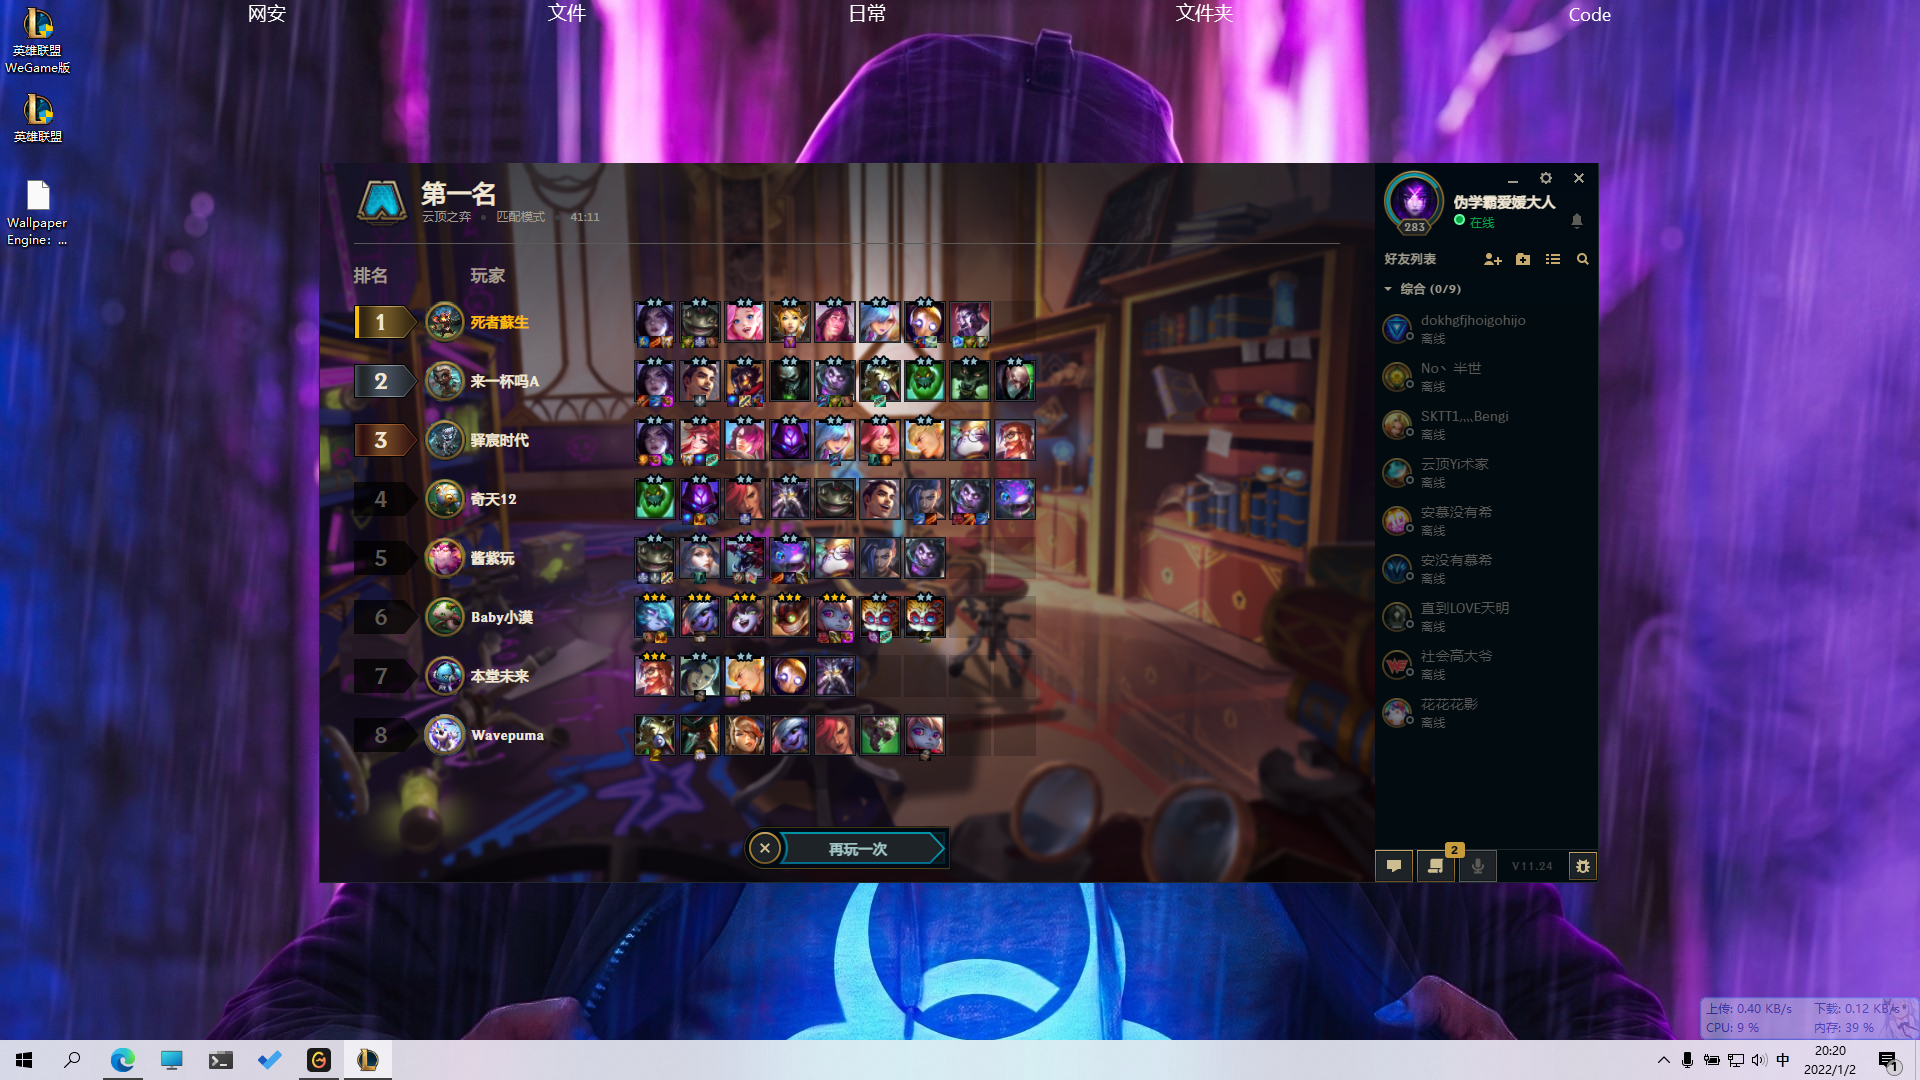 网安
文件
日常
文件夹
Code
英雄联盟
WeGame版
英雄联盟
Wallpaper
Engine：...
第一名
云顶之弈 • 匹配模式 • 41:11
排名 玩家
1 死者蘇生
2 来一杯吗A
3 驿宸时代
4 奇天12
5 酱紫玩
6 Baby小漠
7 本堂未来
8 Wavepuma
再玩一次
283
伪学霸爱嫒大人
在线
好友列表
综合 (0/9)
dokhgfjhoigohijo
离线
No丶半世
离线
SKTT1,,,,Bengi
离线
云顶Yi术家
离线
安慕没有希
离线
安没有慕希
离线
直到LOVE天明
离线
社会高大爷
离线
花花花影
离线
2
V11.24
上传: 0.40 KB/s 下载: 0.12 KB/s
CPU: 9 % 内存: 39 %
中
20:20
2022/1/2
1